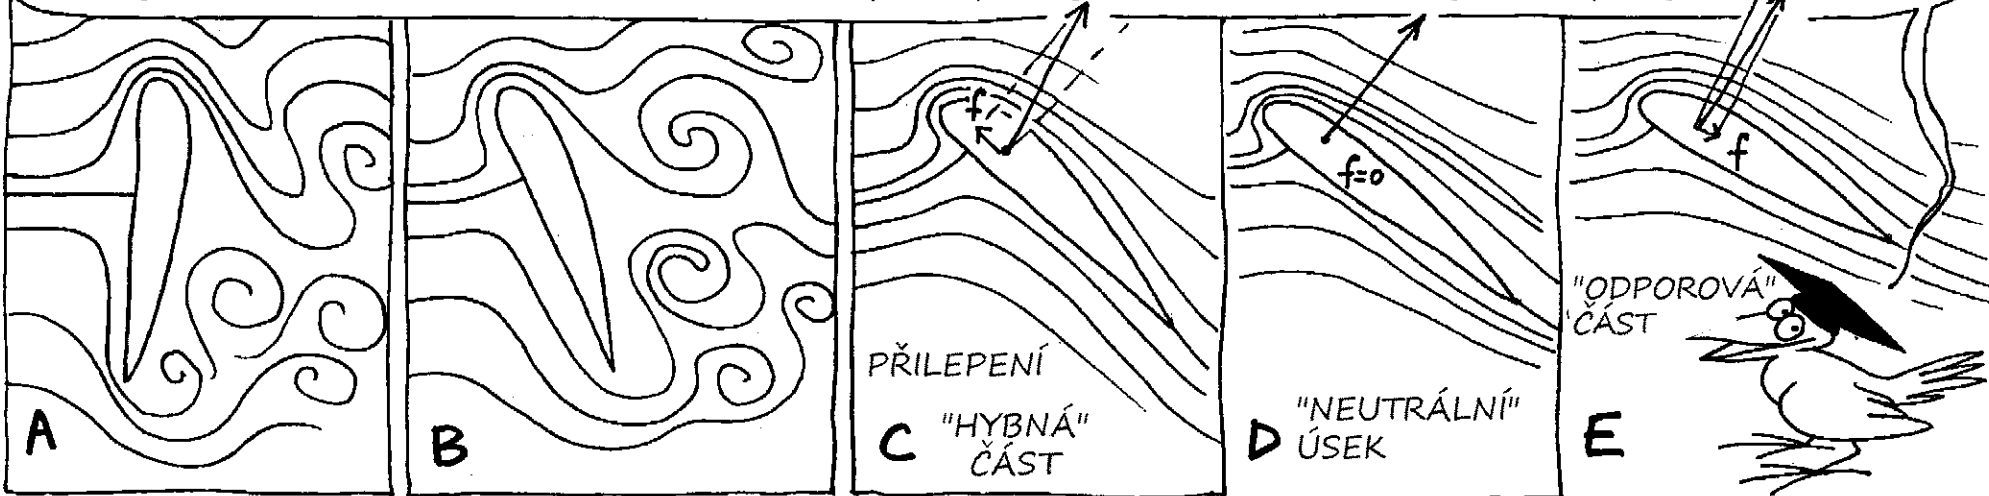 A
B
f
PŘILEPENÍ
C "HYBNÁ"
ČÁST
f=0
"NEUTRÁLNÍ"
D ÚSEK
f
"ODPOROVÁ"
ČÁST
E